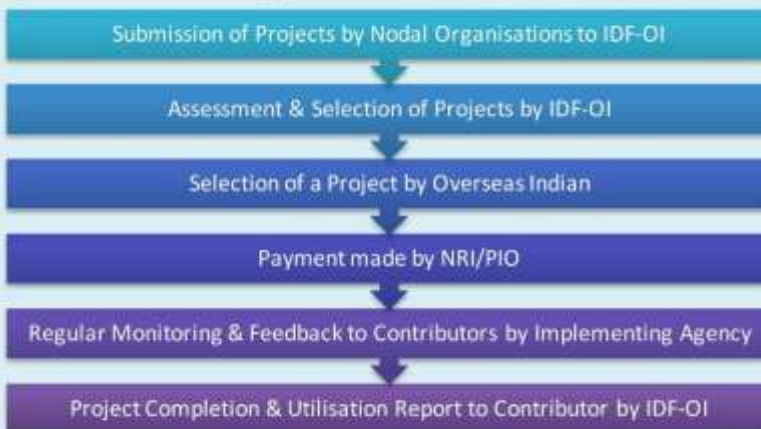 Submission of Projects by Nodal Organisations to IDF-OI
Assessment & Selection of Projects by IDF-OI
Selection of a Project by Overseas Indian
Payment made by NRI/PIO
Regular Monitoring & Feedback to Contributors by Implementing Agency
Project Completion & Utilisation Report to Contributor by IDF-OI